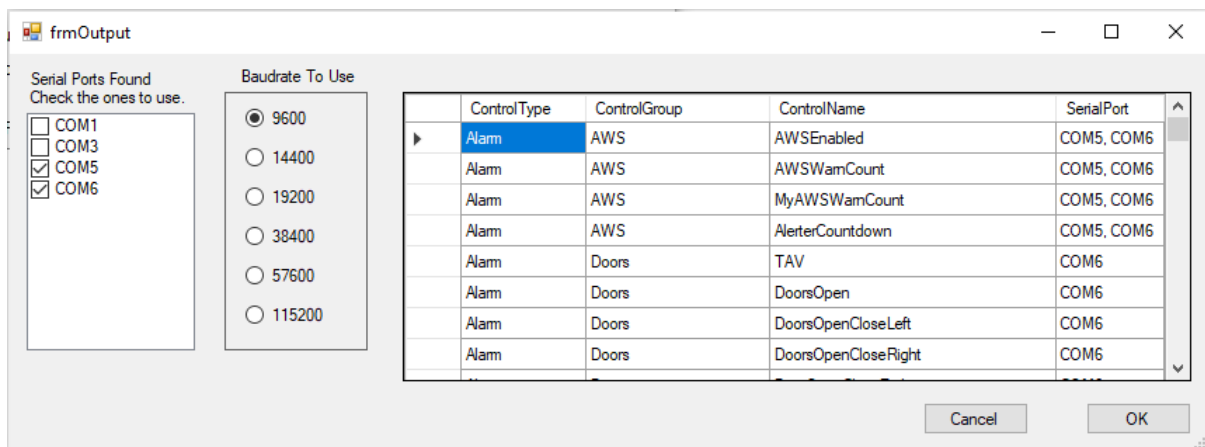 frmOutput
Serial Ports Found
Check the ones to use.
COM1
COM3
COM5
COM6
Baudrate To Use
9600
14400
19200
38400
57600
115200
ControlType ControlGroup ControlName SerialPort
Alarm AWS AWSEnabled COM5, COM6
Alarm AWS AWSWarnCount COM5, COM6
Alarm AWS MyAWSWarnCount COM5, COM6
Alarm AWS AlerterCountdown COM5, COM6
Alarm Doors TAV COM6
Alarm Doors DoorsOpen COM6
Alarm Doors DoorsOpenCloseLeft COM6
Alarm Doors DoorsOpenCloseRight COM6
Cancel OK